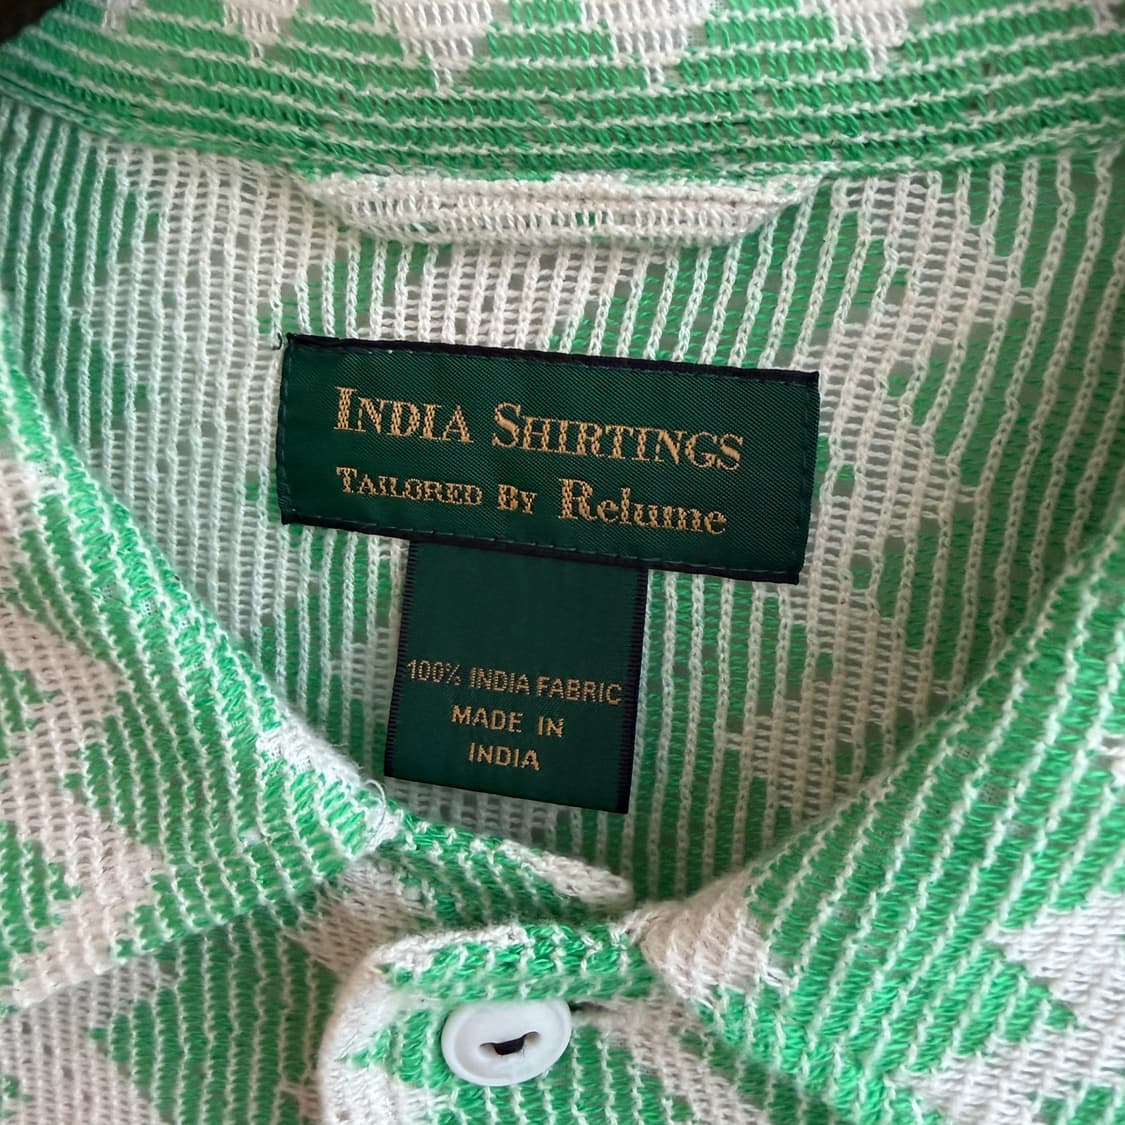 INDIA SHIRTINGS
TAILORED BY Relume
100% INDIA FABRIC
MADE IN
INDIA